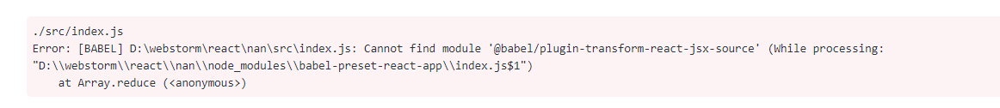 ./src/index.js
Error: [BABEL] D:\webstorm\react\nan\src\index.js: Cannot find module '@babel/plugin-transform-react-jsx-source' (While processing:
"D:\\webstorm\\react\\nan\\node_modules\\babel-preset-react-app\\index.js$1")
    at Array.reduce (<anonymous>)